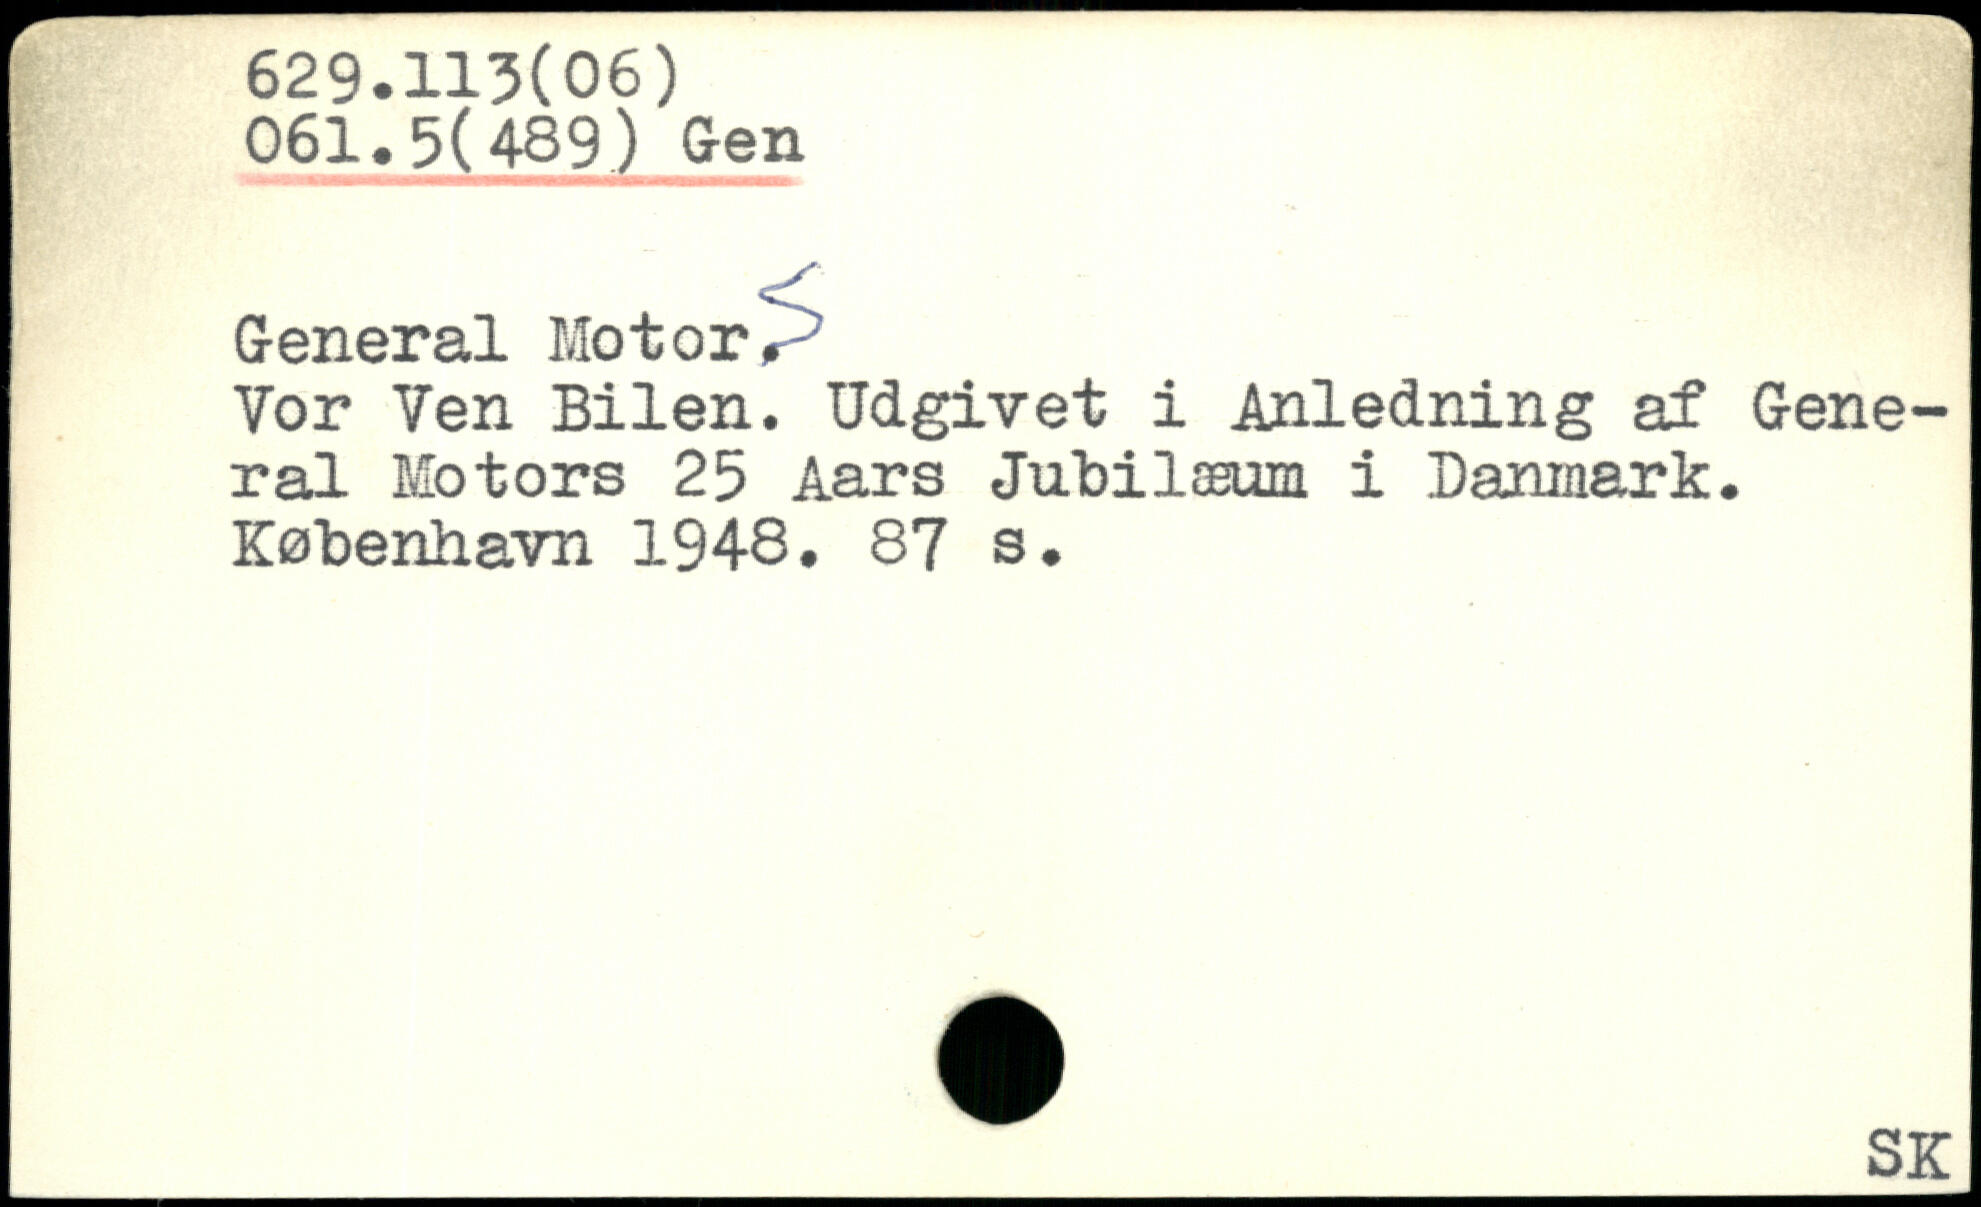 629.113(06)
061.5(489) Gen
General Motors.
Vor Ven Bilen. Udgivet i Anledning af Gene-
ral Motors 25 Aars Jubilæum i Danmark.
København 1948. 87 s.
SK